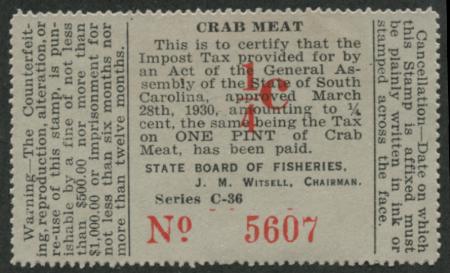 Warning—The Counterfeit-
ing, reproduction, alteration, or
re-use of this stamp is pun-
ishable by a fine of not less
than $500.00 nor more than
$1,000.00 or imprisonment for
not less than six months nor
more than twelve months.
CRAB MEAT
This is to certify that the
Impost Tax provided for by
an Act of the General As-
sembly of the State of South
Carolina, approved March
28th, 1930, amounting to ¼
cent, the same being the Tax
on ONE PINT of Crab
Meat, has been paid.
¼C
STATE BOARD OF FISHERIES,
J. M. WITSELL, CHAIRMAN.
Series C-36
No 5607
Cancellation Date on which
this Stamp is affixed must
be plainly written in ink or
stamped across the face.